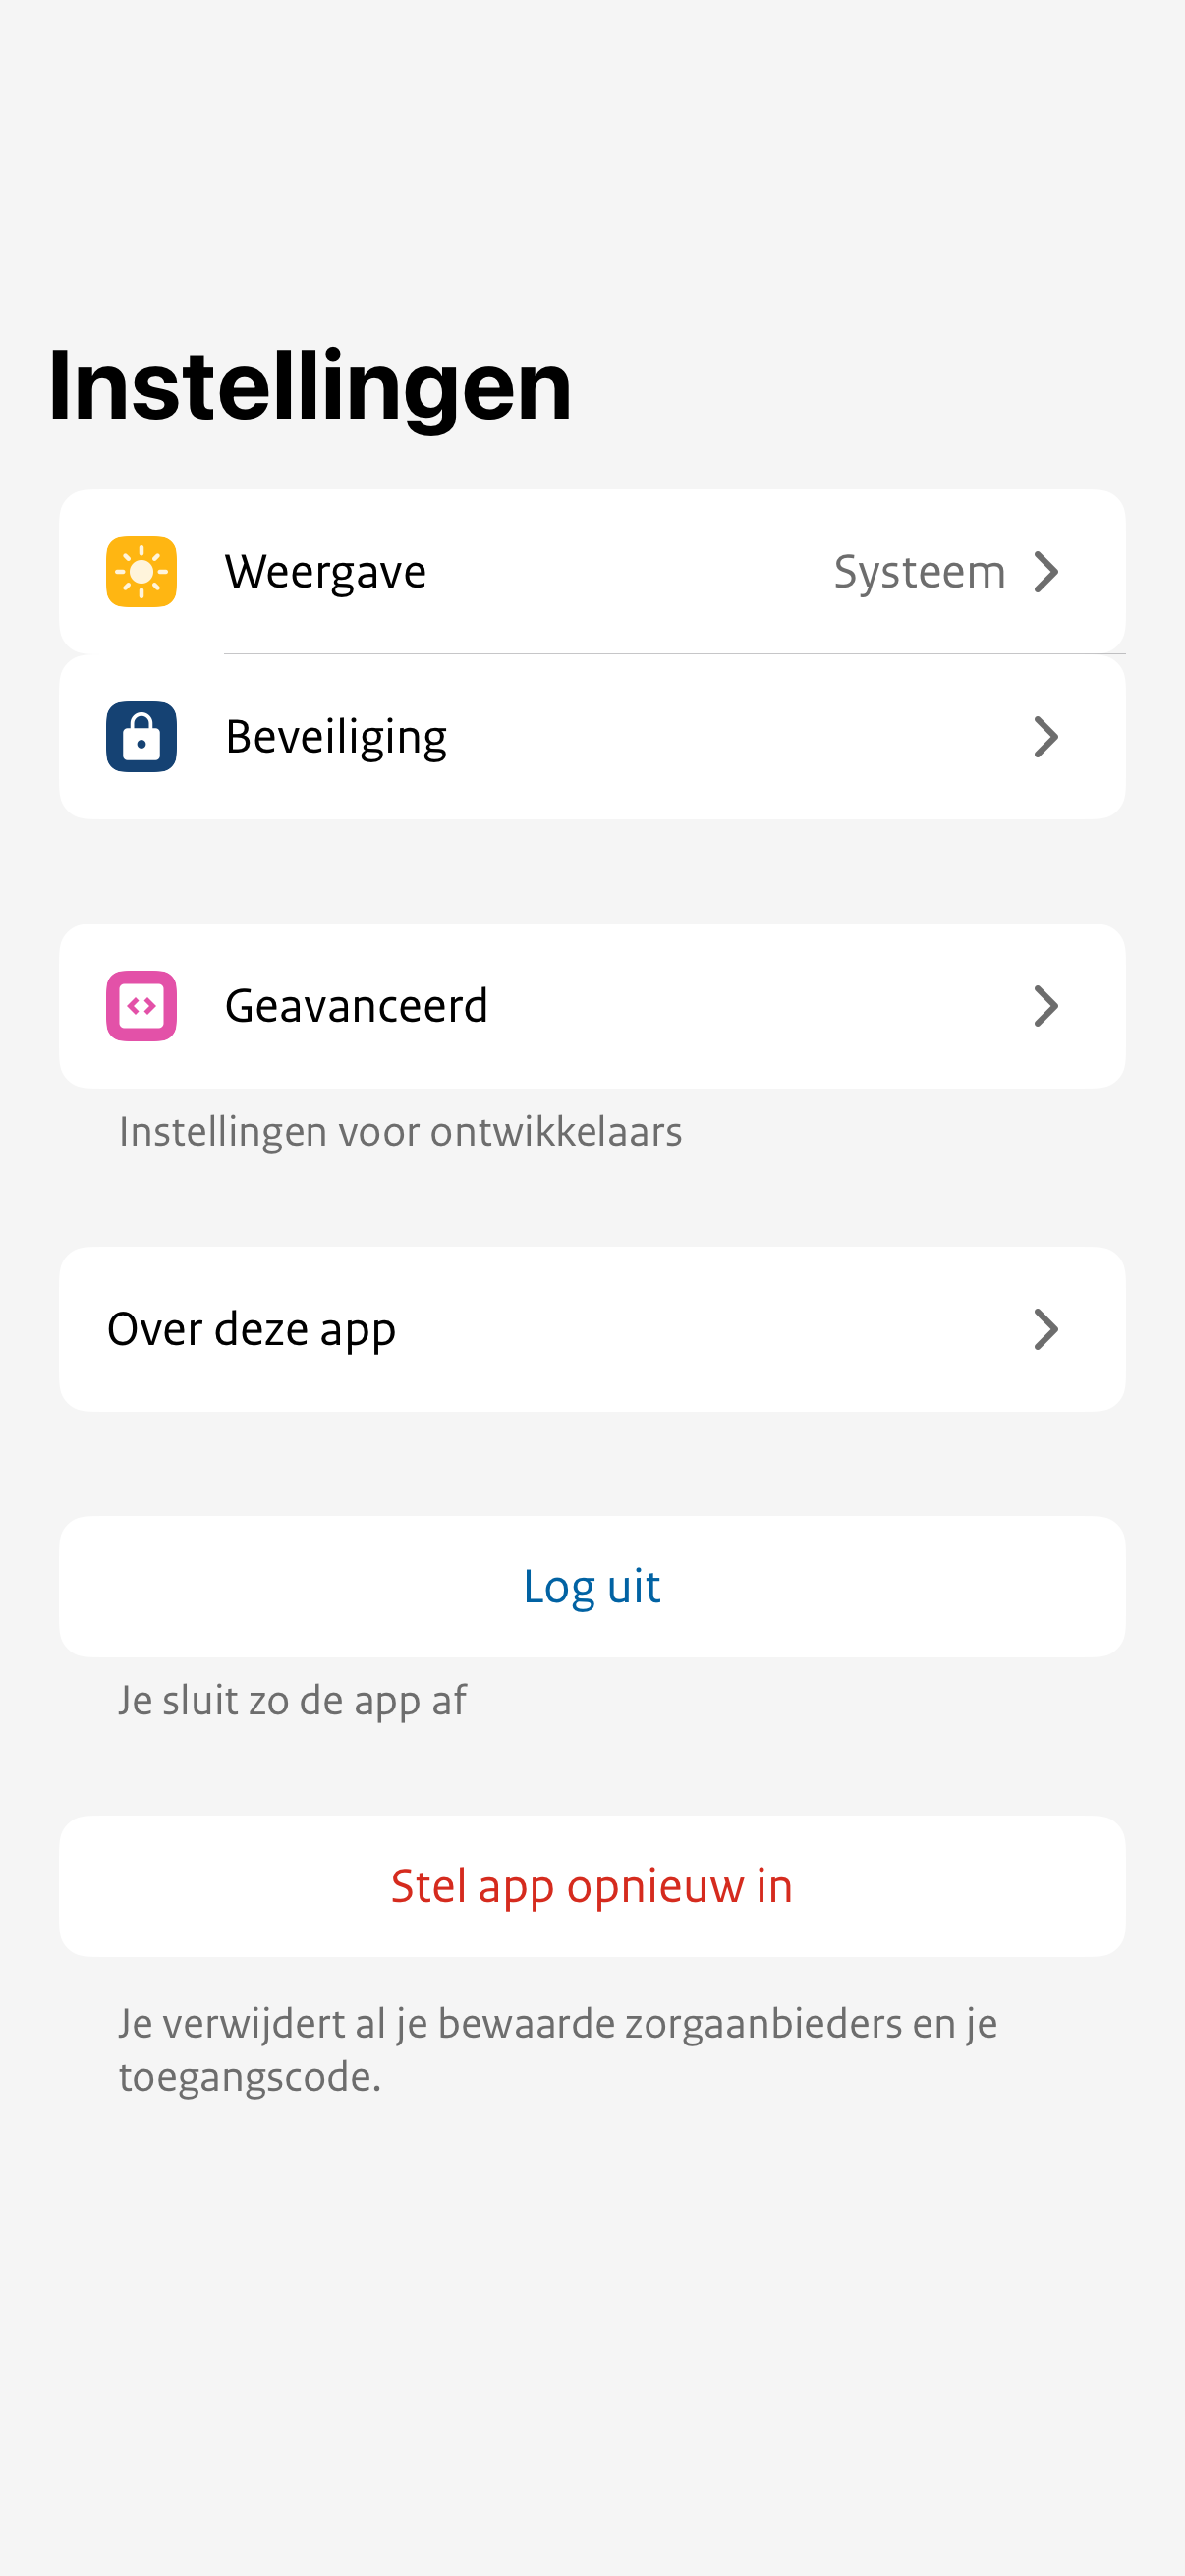 Instellingen
Weergave Systeem
Beveiliging
Geavanceerd
Instellingen voor ontwikkelaars
Over deze app
Log uit
Je sluit zo de app af
Stel app opnieuw in
Je verwijdert al je bewaarde zorgaanbieders en je
toegangscode.